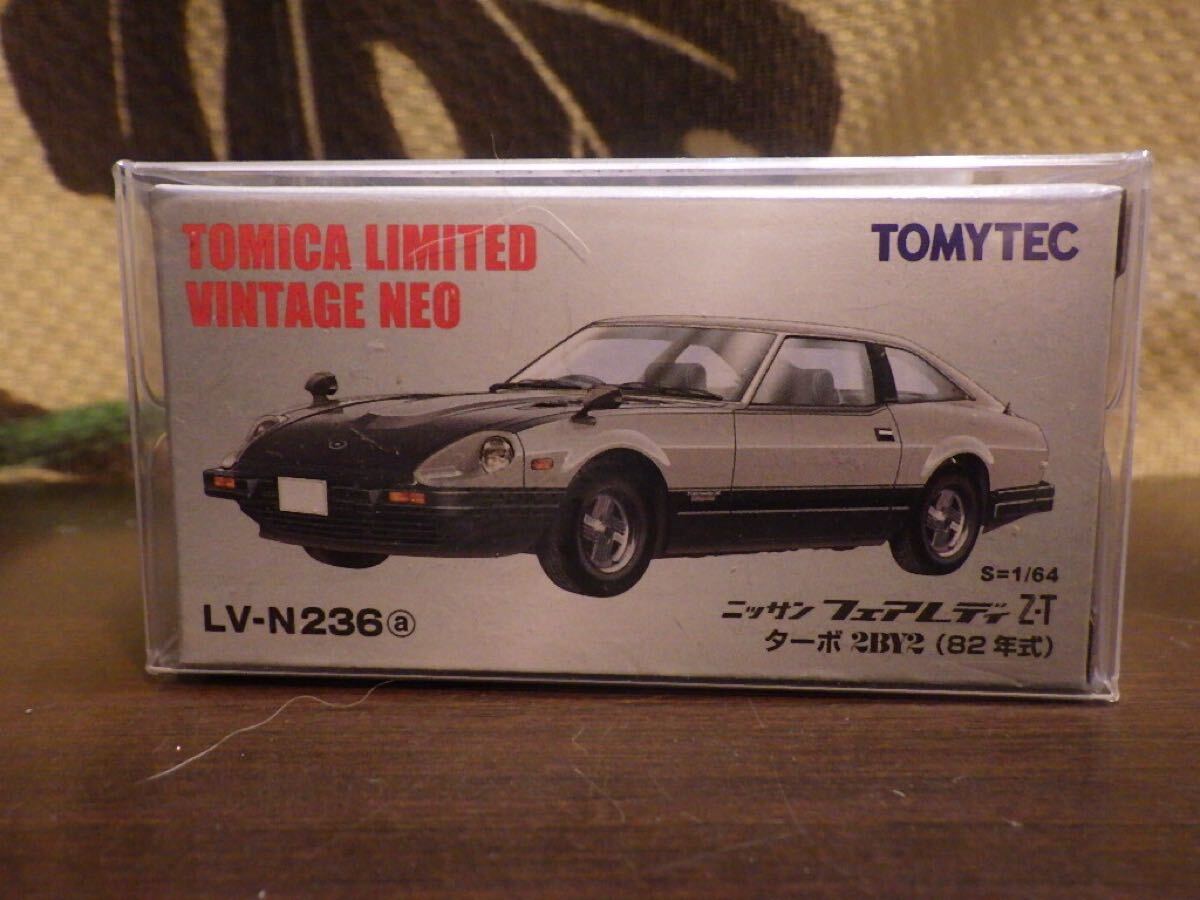 TOMICA LIMITED
VINTAGE NEO
TOMYTEC
S=1/64
LV-N236ⓐ
ニッサン フェアレディ Z・T
ターボ 2BY2 (82年式)